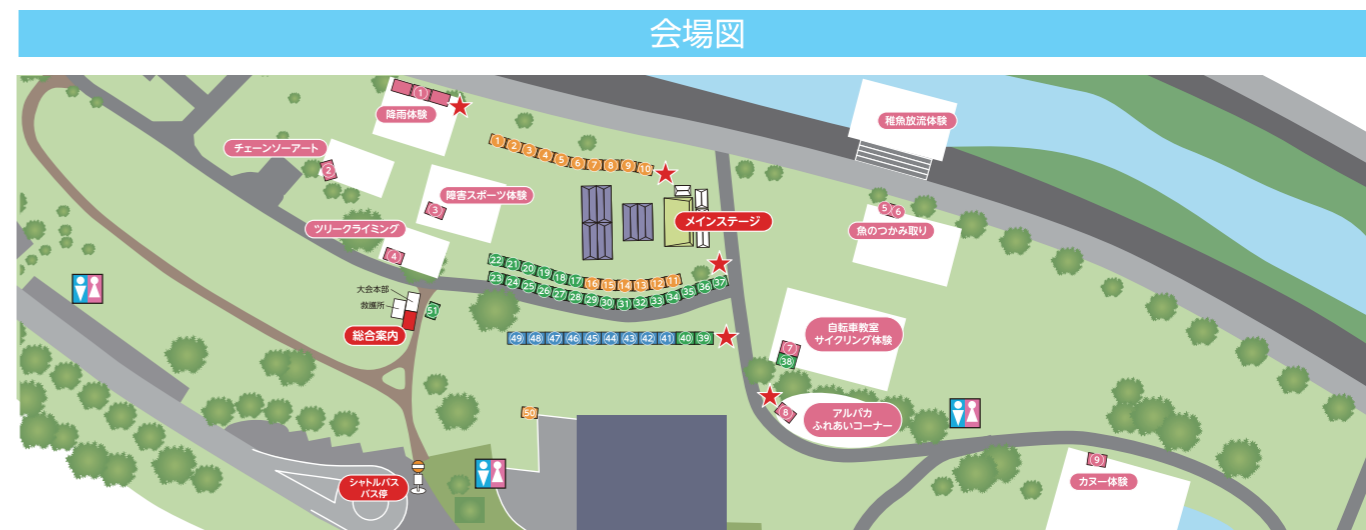 会場図
①
降雨体験
稚魚放流体験
チェーンソーアート
②
① ② ③ ④ ⑤ ⑥ ⑦ ⑧ ⑨ ⑩
障害スポーツ体験
③
メインステージ
⑤ ⑥
魚のつかみ取り
ツリークライミング
④
㉒ ㉑ ⑳ ⑲ ⑱ ⑰ ⑯ ⑮ ⑭ ⑬ ⑫ ⑪
㉓ ㉔ ㉕ ㉖ ㉗ ㉘ ㉙ ㉚ ㉛ ㉜ ㉝ ㉞ ㉟ ㊱ ㊲
大会本部
救護所
51
総合案内
㊾ ㊽ ㊼ ㊻ ㊺ ㊹ ㊸ ㊷ ㊶ ㊵ ㊴
自転車教室
サイクリング体験
⑦
㊳
㊿
⑧
アルパカ
ふれあいコーナー
シャトルバス
バス停
⑨
カヌー体験